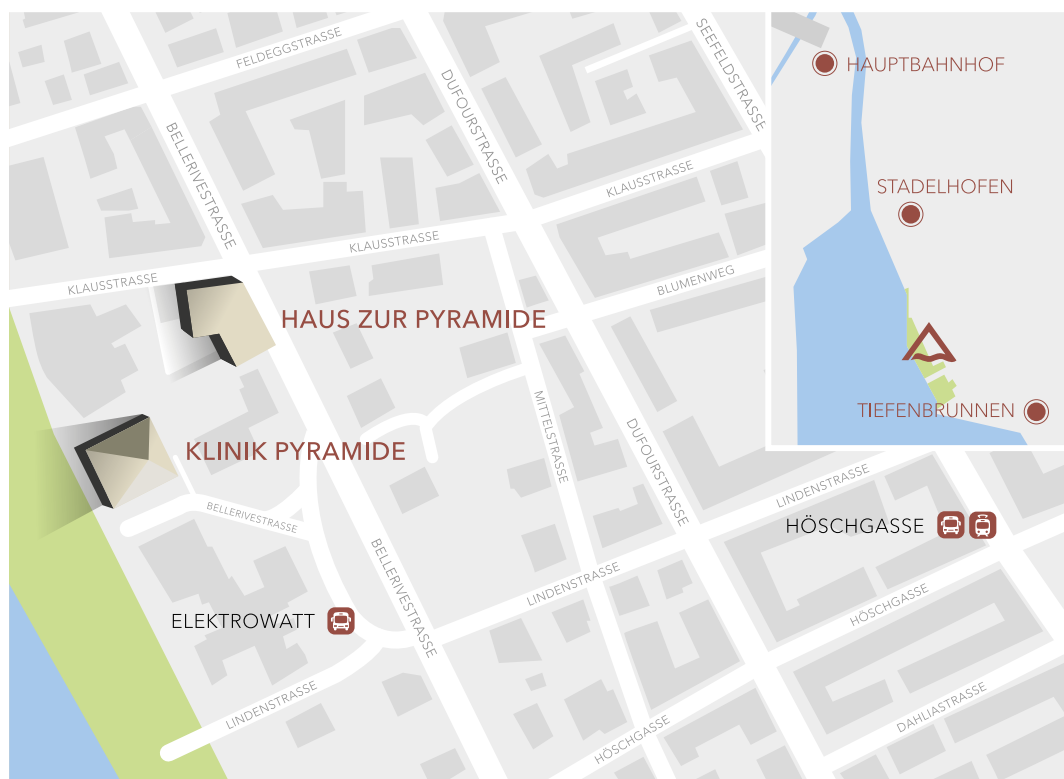 FELDEGGSTRASSE
BELLERIVESTRASSE
DUFOURSTRASSE
SEEFELDSTRASSE
HAUPTBAHNHOF
STADELHOFEN
TIEFENBRUNNEN
KLAUSSTRASSE
KLAUSSTRASSE
KLAUSSTRASSE
BLUMENWEG
HAUS ZUR PYRAMIDE
KLINIK PYRAMIDE
MITTELSTRASSE
DUFOURSTRASSE
BELLERIVESTRASSE
BELLERIVESTRASSE
LINDENSTRASSE
LINDENSTRASSE
HÖSCHGASSE
ELEKTROWATT
HÖSCHGASSE
LINDENSTRASSE
HÖSCHGASSE
DAHLIASTRASSE